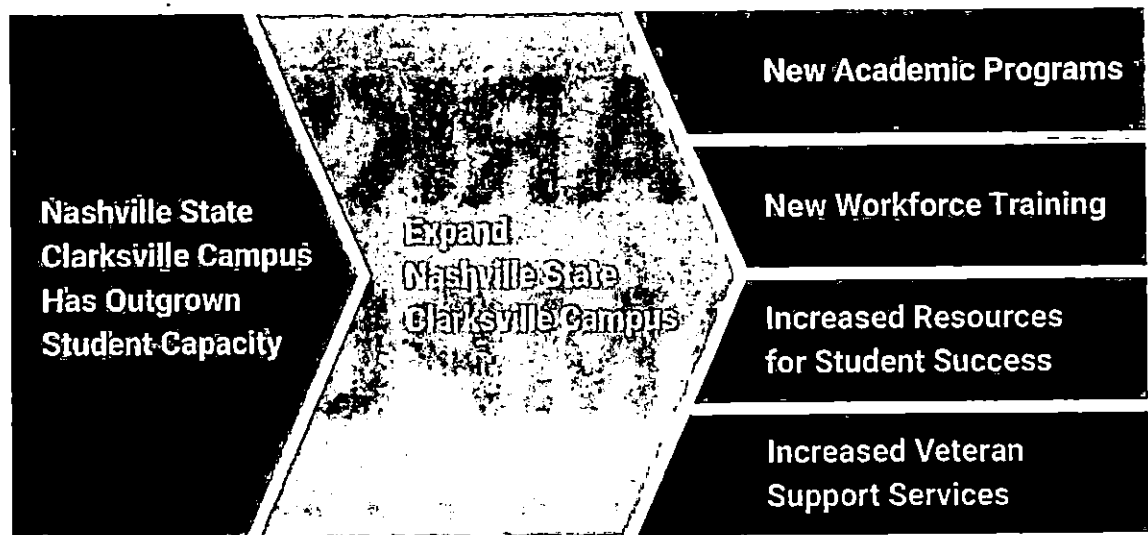 Nashville State
Clarksville Campus
Has Outgrown
Student Capacity
Expand
Nashville State
Clarksville Campus
New Academic Programs
New Workforce Training
Increased Resources
for Student Success
Increased Veteran
Support Services